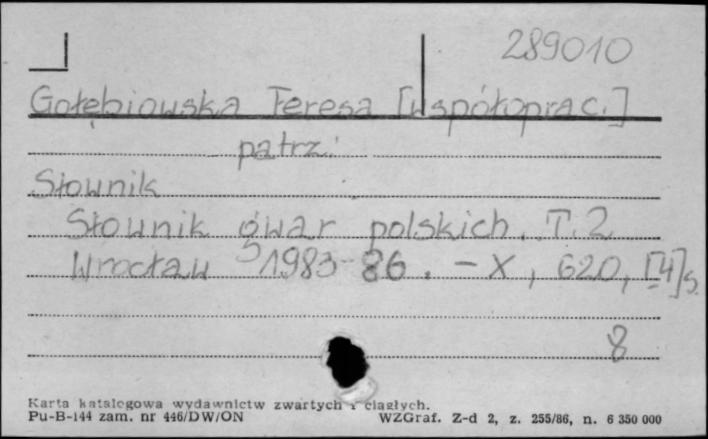 289010
Gołębiowska Teresa [współoprac.]
patrz:
Słownik
Słownik gwar polskich. T. 2
Wrocław 1983-86. - X, 620, [4] s.
8
Karta katalogowa wydawnictw zwartych i ciągłych.
Pu-B-144 zam. nr 446/DW/ON WZGraf. Z-d 2, z. 255/86, n. 6 350 000